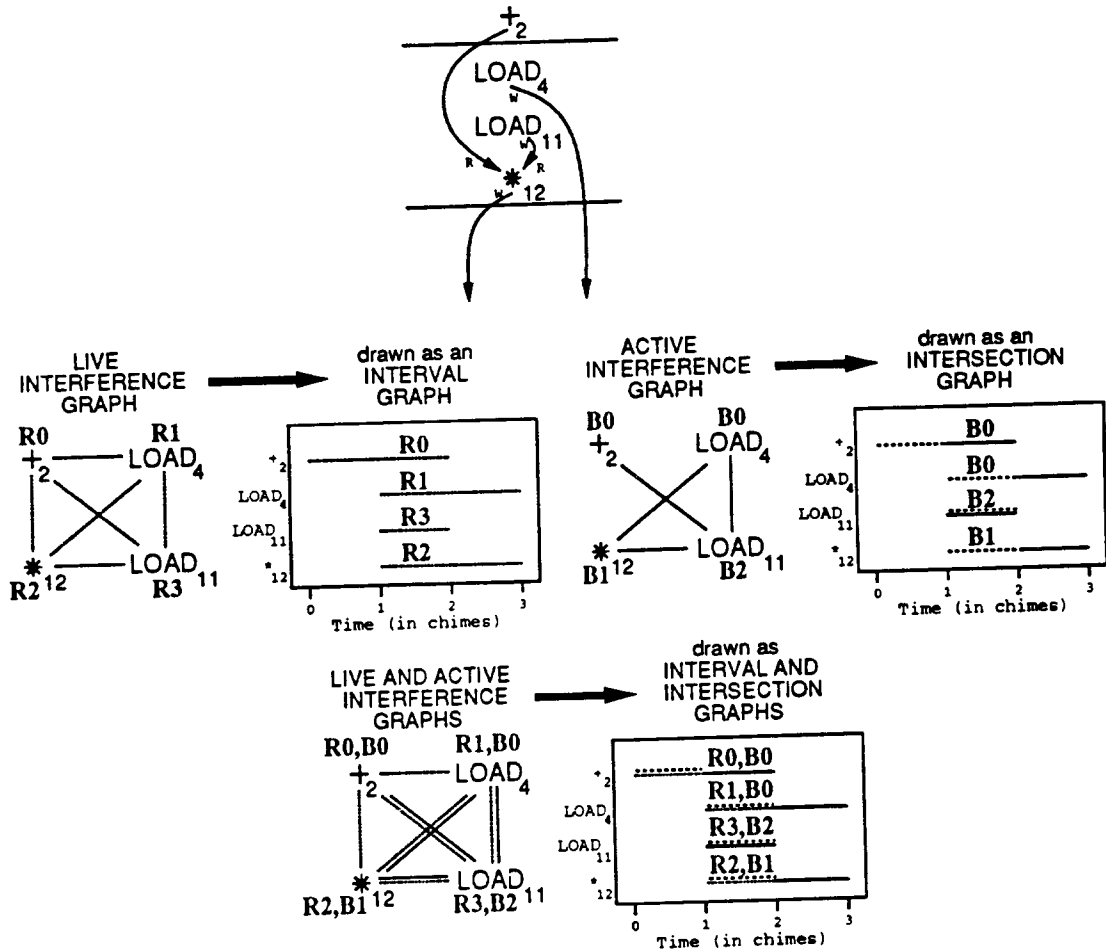 +2
LOAD4
W
LOAD11
W
R
R
*12
W
LIVE
INTERFERENCE
GRAPH
drawn as an
INTERVAL
GRAPH
R0
R1
+2
LOAD4
*12
LOAD11
R2
R3
+2
R0
LOAD4
R1
LOAD11
R3
*12
R2
0 1 2 3
Time (in chimes)
ACTIVE
INTERFERENCE
GRAPH
drawn as an
INTERSECTION
GRAPH
B0
B0
+2
LOAD4
*12
LOAD11
B1
B2
+2
B0
LOAD4
B0
LOAD11
B2
*12
B1
0 1 2 3
Time (in chimes)
LIVE AND ACTIVE
INTERFERENCE
GRAPHS
drawn as
INTERVAL AND
INTERSECTION
GRAPHS
R0,B0
R1,B0
+2
LOAD4
*12
LOAD11
R2,B1
R3,B2
+2
R0,B0
LOAD4
R1,B0
LOAD11
R3,B2
*12
R2,B1
0 1 2 3
Time (in chimes)